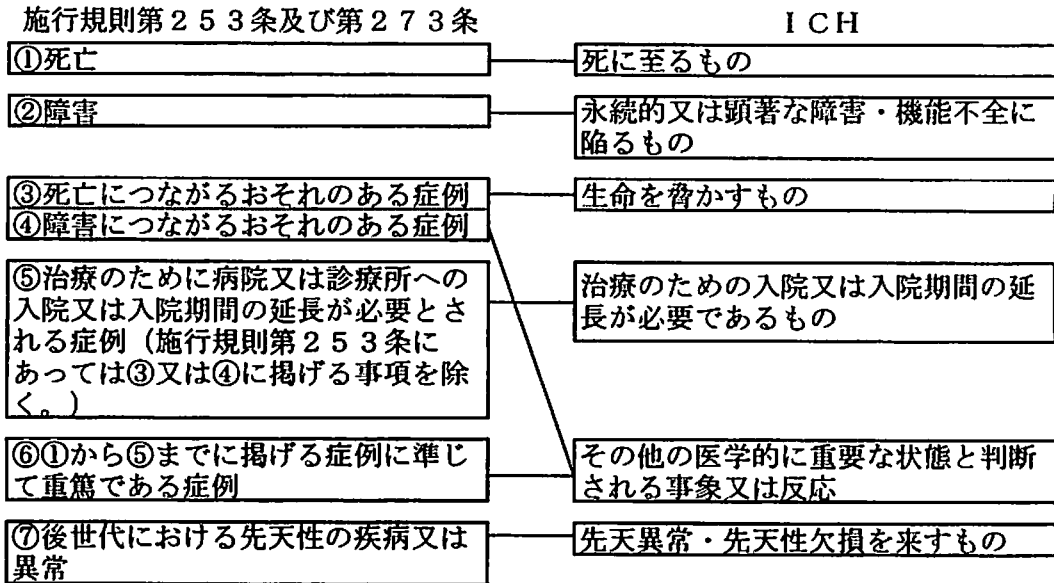 施行規則第２５３条及び第２７３条
ＩＣＨ
①死亡
死に至るもの
②障害
永続的又は顕著な障害・機能不全に
陥るもの
③死亡につながるおそれのある症例
生命を脅かすもの
④障害につながるおそれのある症例
⑤治療のために病院又は診療所への
入院又は入院期間の延長が必要とさ
れる症例（施行規則第２５３条に
あっては③又は④に掲げる事項を除
く。）
治療のための入院又は入院期間の延
長が必要であるもの
⑥①から⑤までに掲げる症例に準じ
て重篤である症例
その他の医学的に重要な状態と判断
される事象又は反応
⑦後世代における先天性の疾病又は
異常
先天異常・先天性欠損を来すもの